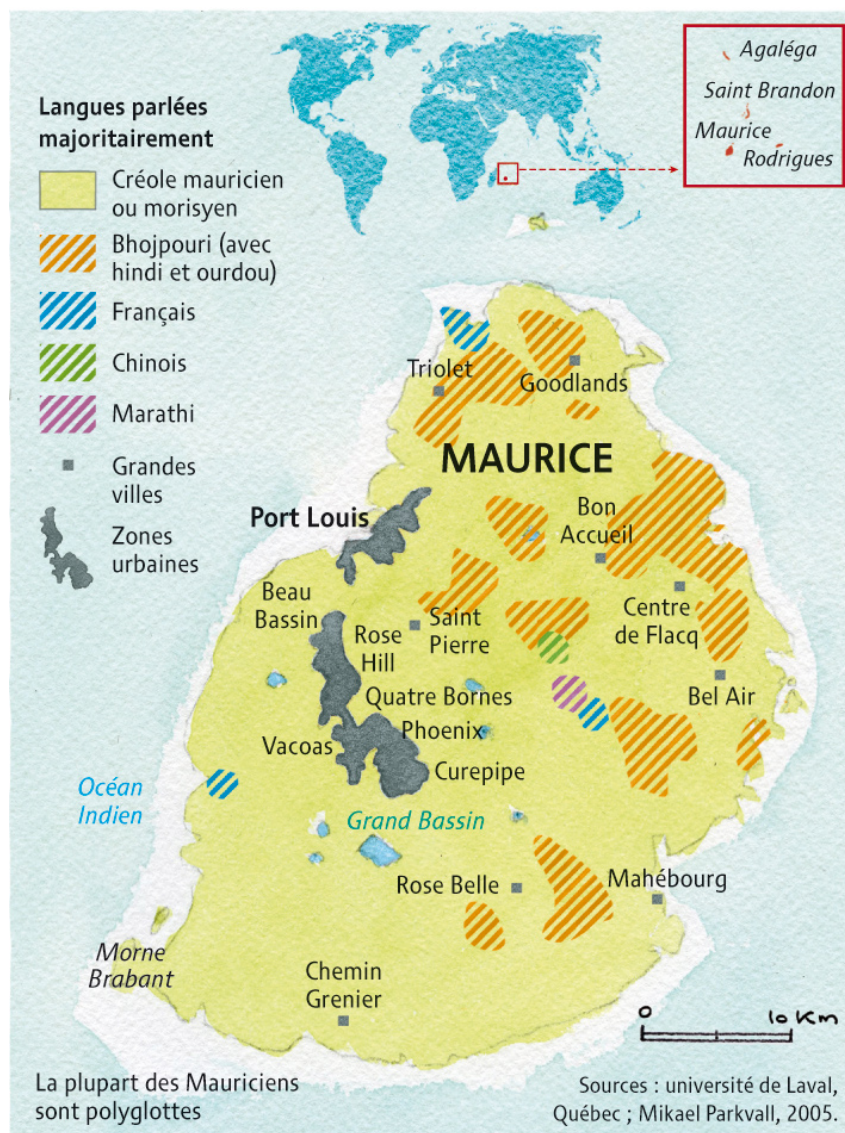 Agaléga
Saint Brandon
Maurice
Rodrigues
Langues parlées
majoritairement
Créole mauricien
ou morisyen
Bhojpouri (avec
hindi et ourdou)
Français
Chinois
Marathi
Grandes
villes
Zones
urbaines
Triolet
Goodlands
MAURICE
Port Louis
Bon
Accueil
Beau
Bassin
Rose
Hill
Saint
Pierre
Centre
de Flacq
Quatre Bornes
Bel Air
Phoenix
Vacoas
Curepipe
Océan
Indien
Grand Bassin
Rose Belle
Mahébourg
Morne
Brabant
Chemin
Grenier
0 10 Km
La plupart des Mauriciens
sont polyglottes
Sources : université de Laval,
Québec ; Mikael Parkvall, 2005.